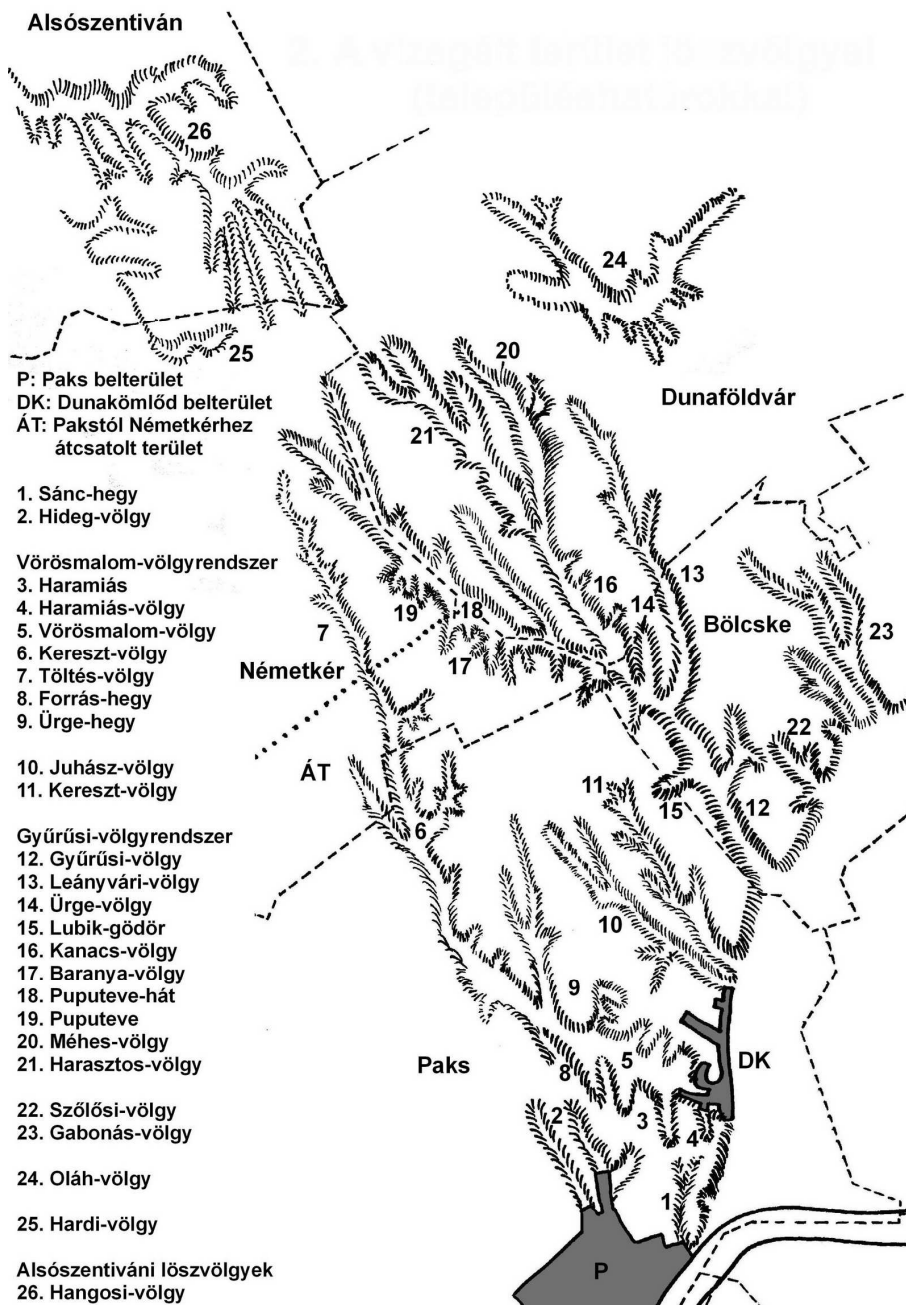 2. A vizsgált terület löszvölgyei
(településhatárokkal)
Alsószentiván
26
24
25
20
Dunaföldvár
21
P: Paks belterület
DK: Dunakömlőd belterület
ÁT: Pakstól Németkérhez
átcsatolt terület
1. Sánc-hegy
2. Hideg-völgy
Vörösmalom-völgyrendszer
3. Haramiás
4. Haramiás-völgy
5. Vörösmalom-völgy
6. Kereszt-völgy
7. Töltés-völgy
8. Forrás-hegy
9. Ürge-hegy
10. Juhász-völgy
11. Kereszt-völgy
Gyűrűsi-völgyrendszer
12. Gyűrűsi-völgy
13. Leányvári-völgy
14. Ürge-völgy
15. Lubik-gödör
16. Kanacs-völgy
17. Baranya-völgy
18. Puputeve-hát
19. Puputeve
20. Méhes-völgy
21. Harasztos-völgy
22. Szőlősi-völgy
23. Gabonás-völgy
24. Oláh-völgy
25. Hardi-völgy
Alsószentiváni löszvölgyek
26. Hangosi-völgy
16
13
14
19
18
7
17
Bölcske
23
Németkér
22
ÁT
11
15
12
6
10
9
5
8
Paks
DK
2
3
4
1
P